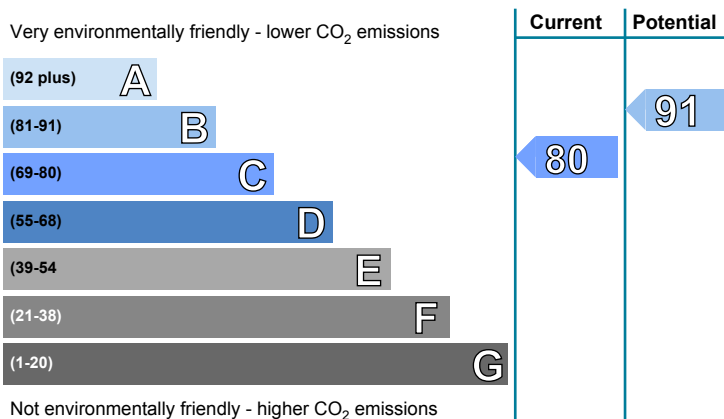 Current Potential
Very environmentally friendly - lower CO2 emissions
(92 plus) A
91
(81-91) B
80
(69-80) C
(55-68) D
(39-54 E
(21-38) F
(1-20) G
Not environmentally friendly - higher CO2 emissions